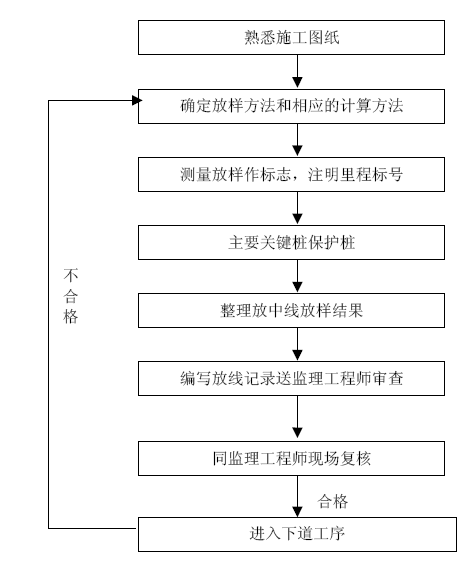 熟悉施工图纸
确定放样方法和相应的计算方法
测量放样作标志，注明里程标号
主要关键桩保护桩
整理放中线放样结果
不合格
编写放线记录送监理工程师审查
同监理工程师现场复核
合格
进入下道工序